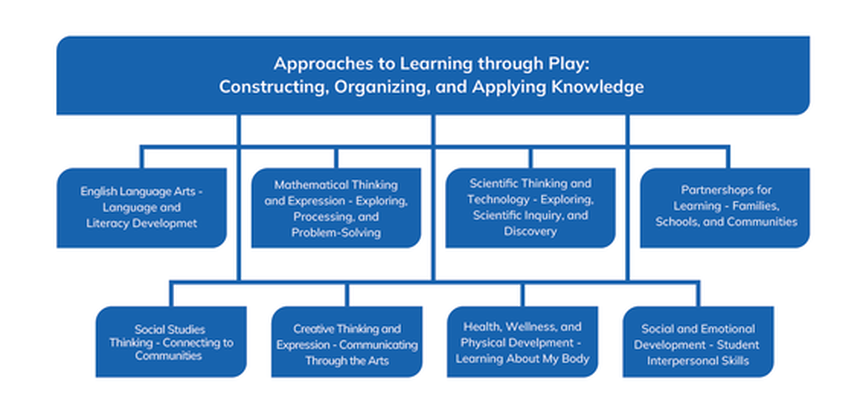 Approaches to Learning through Play:
Constructing, Organizing, and Applying Knowledge
English Language Arts -
Language and
Literacy Developmet
Mathematical Thinking
and Expression - Exploring,
Processing, and
Problem-Solving
Scientific Thinking and
Technology - Exploring,
Scientific Inquiry, and
Discovery
Partnershops for
Learning - Families,
Schools, and Communities
Social Studies
Thinking - Connecting to
Communities
Creative Thinking and
Expression - Communicating
Through the Arts
Health, Wellness, and
Physical Develpment -
Learning About My Body
Social and Emotional
Development - Student
Interpersonal Skills